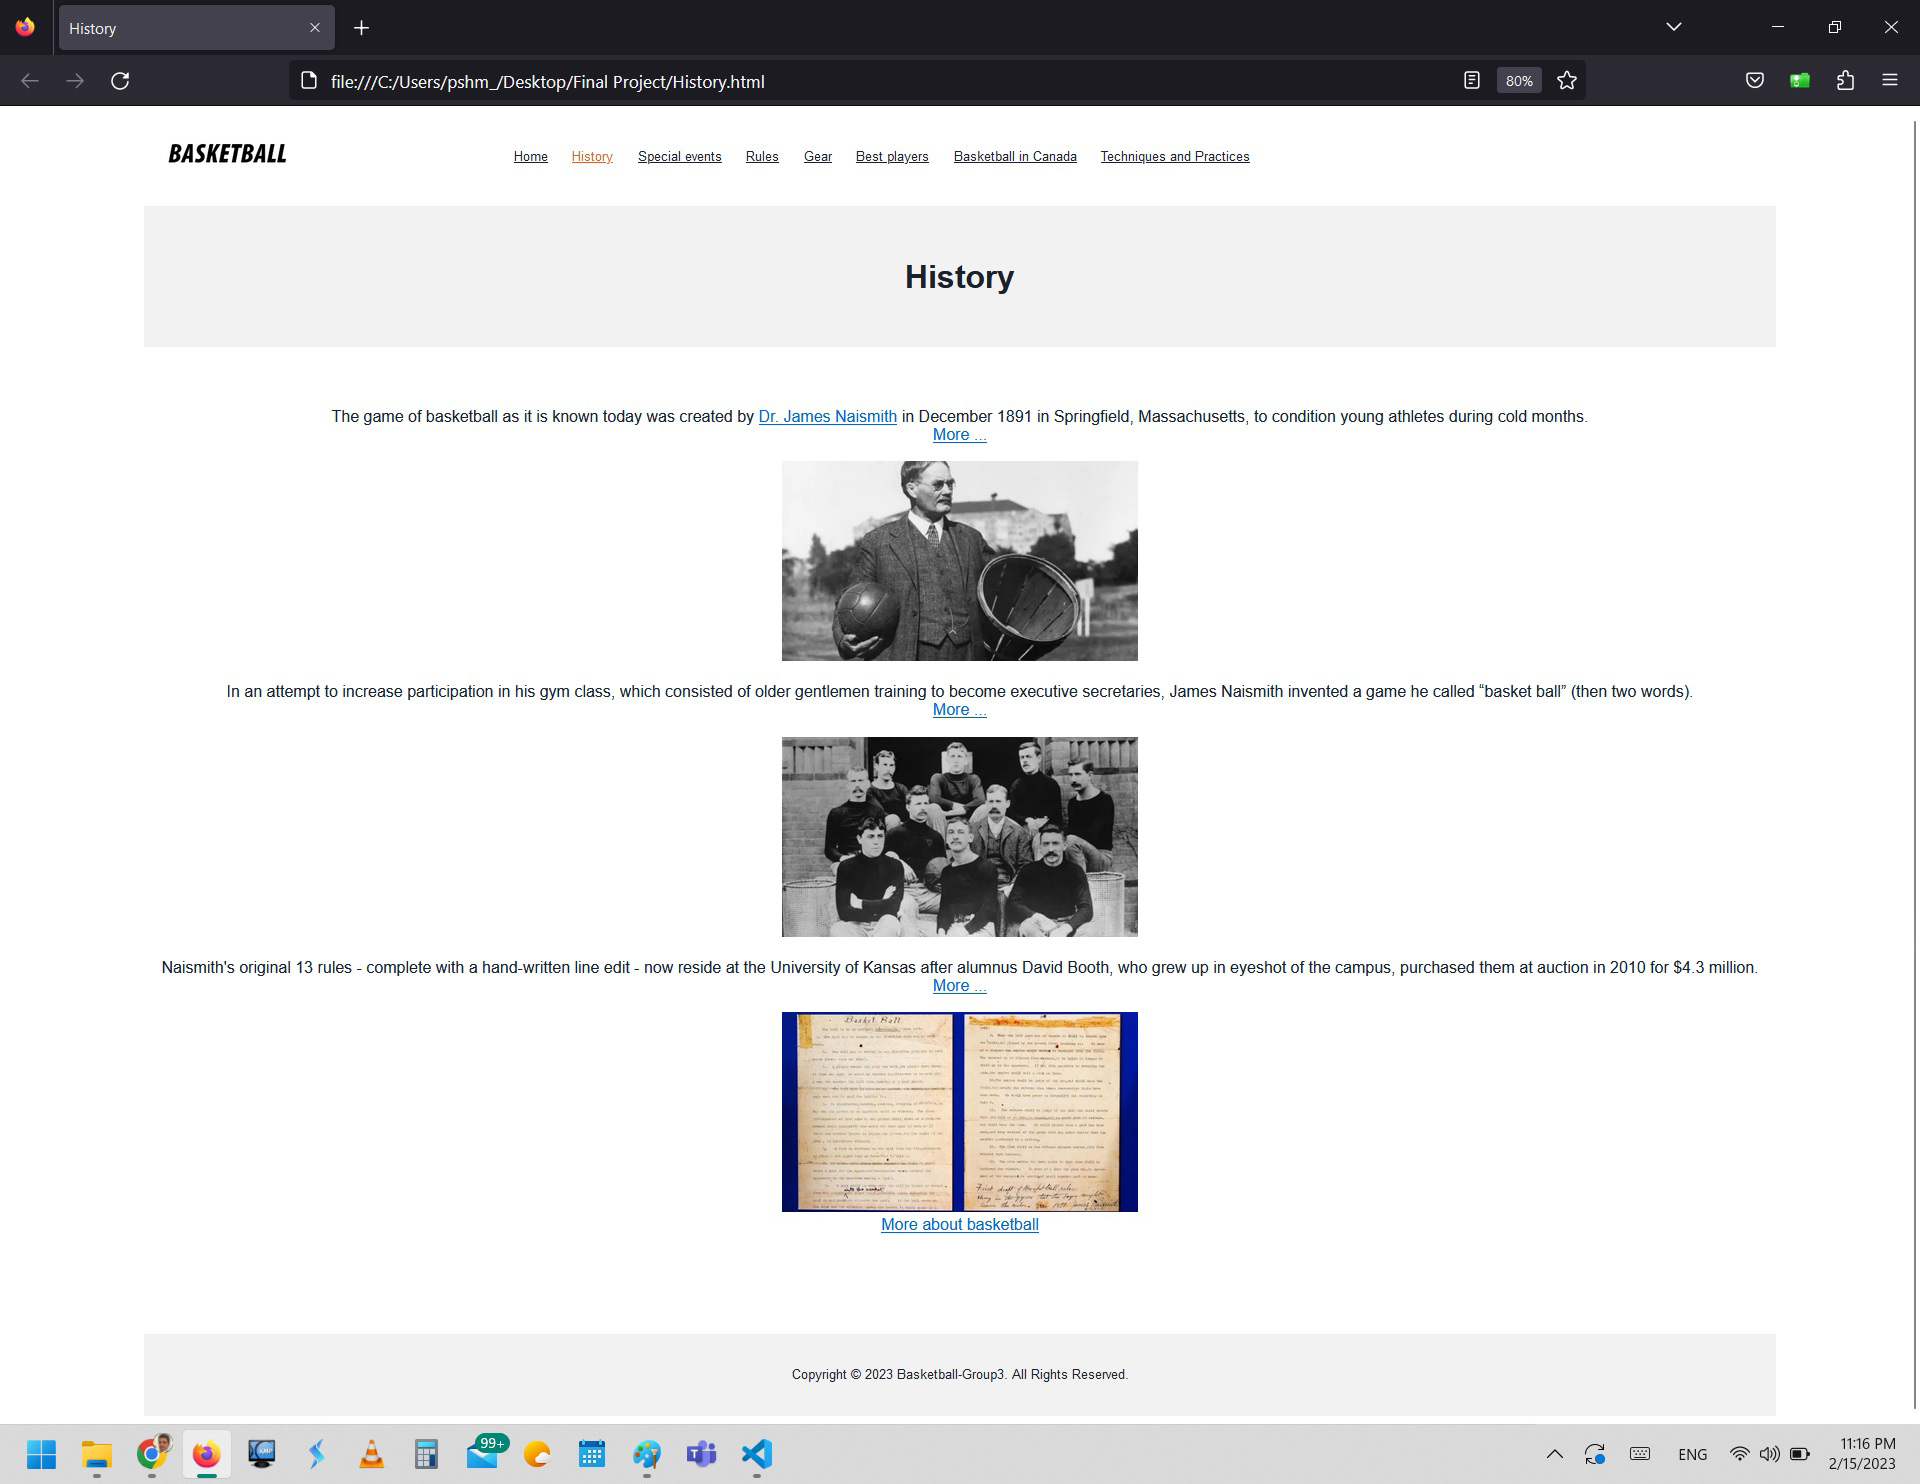 History
file:///C:/Users/pshm_/Desktop/Final Project/History.html
80%
BASKETBALL
Home History Special events Rules Gear Best players Basketball in Canada Techniques and Practices
History
The game of basketball as it is known today was created by Dr. James Naismith in December 1891 in Springfield, Massachusetts, to condition young athletes during cold months.
More ...
In an attempt to increase participation in his gym class, which consisted of older gentlemen training to become executive secretaries, James Naismith invented a game he called “basket ball” (then two words).
More ...
Naismith's original 13 rules - complete with a hand-written line edit - now reside at the University of Kansas after alumnus David Booth, who grew up in eyeshot of the campus, purchased them at auction in 2010 for $4.3 million.
More ...
Basket Ball
More about basketball
Copyright © 2023 Basketball-Group3. All Rights Reserved.
99+
ENG
11:16 PM
2/15/2023